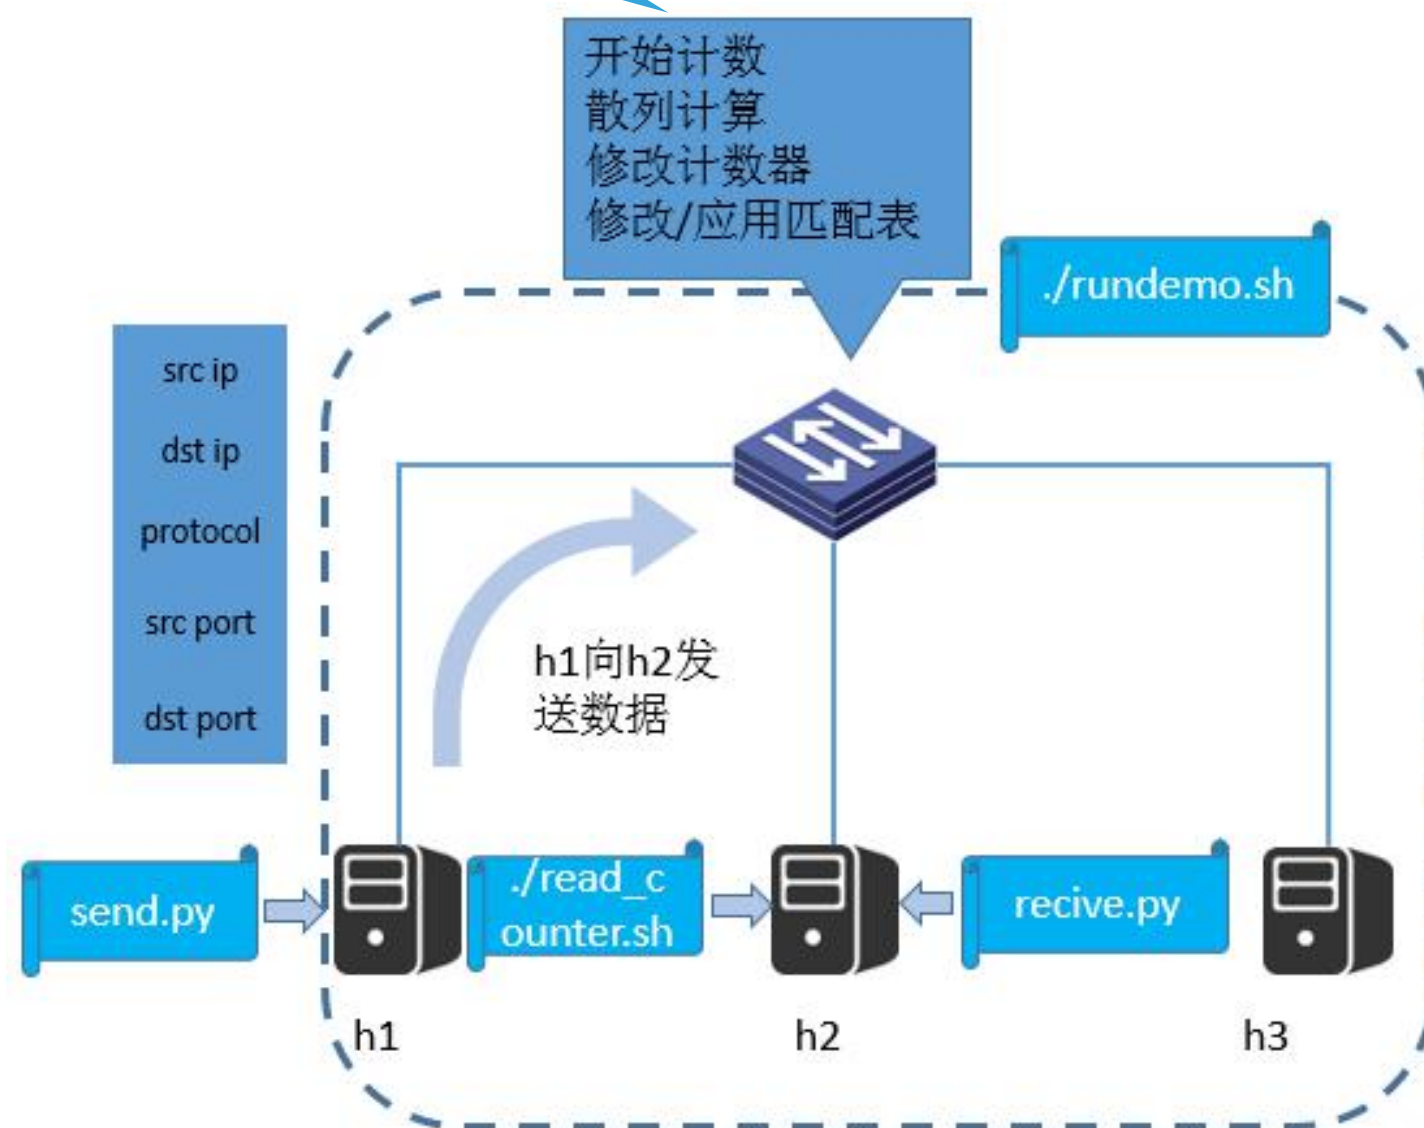 开始计数
散列计算
修改计数器
修改/应用匹配表
./rundemo.sh
src ip
dst ip
protocol
src port
dst port
h1向h2发
送数据
send.py
./read_c
ounter.sh
recive.py
h1
h2
h3